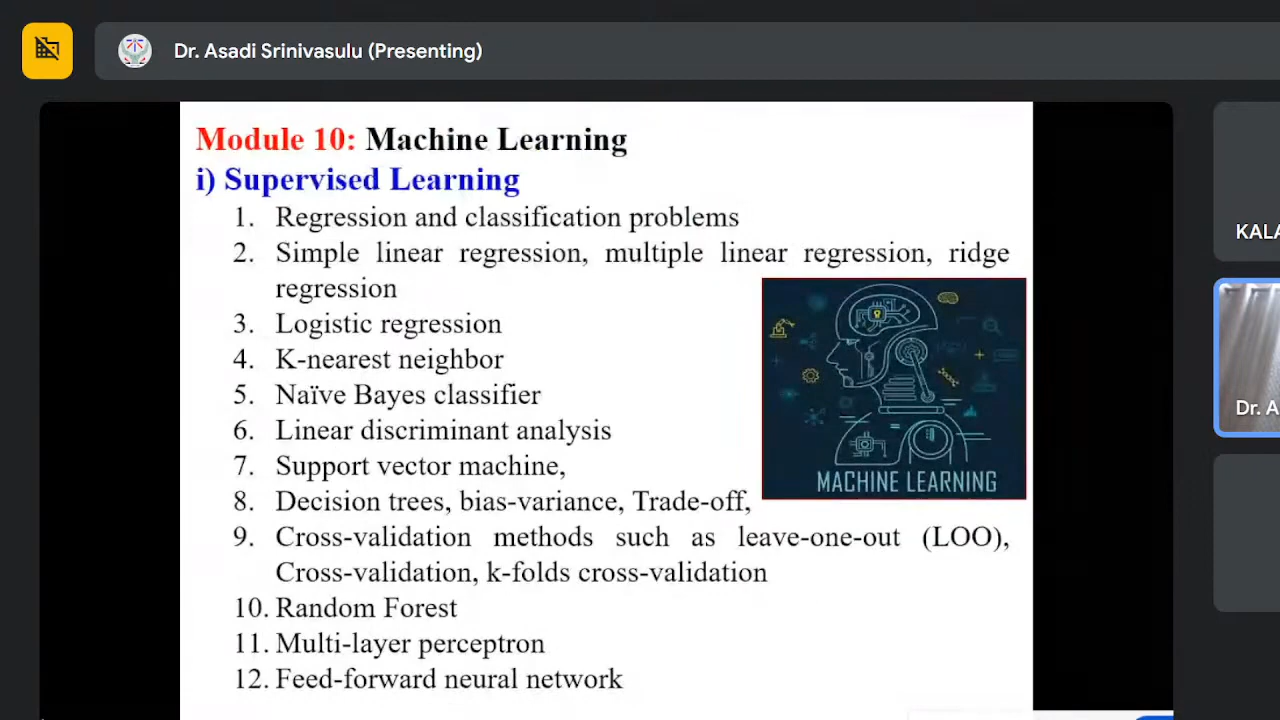 Dr. Asadi Srinivasulu (Presenting)
Module 10: Machine Learning
i) Supervised Learning
1. Regression and classification problems
2. Simple linear regression, multiple linear regression, ridge
regression
3. Logistic regression
4. K-nearest neighbor
5. Naïve Bayes classifier
6. Linear discriminant analysis
7. Support vector machine,
8. Decision trees, bias-variance, Trade-off,
9. Cross-validation methods such as leave-one-out (LOO),
Cross-validation, k-folds cross-validation
10. Random Forest
11. Multi-layer perceptron
12. Feed-forward neural network
MACHINE LEARNING
KALA
Dr. A